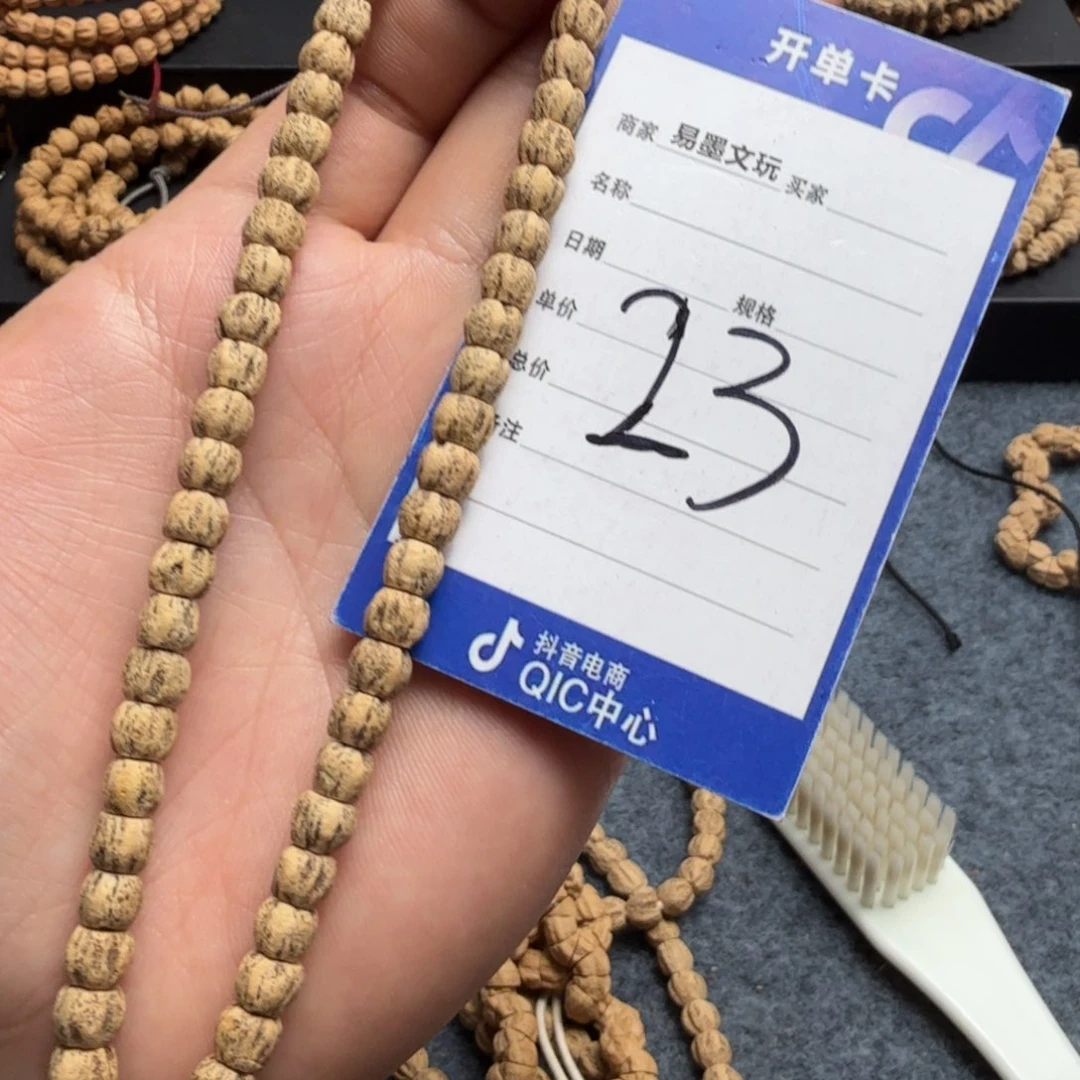 开单卡
CA
商家 易墨文玩 买家
名称
日期
单价 规格
总价
备注
23
抖音电商
QIC中心